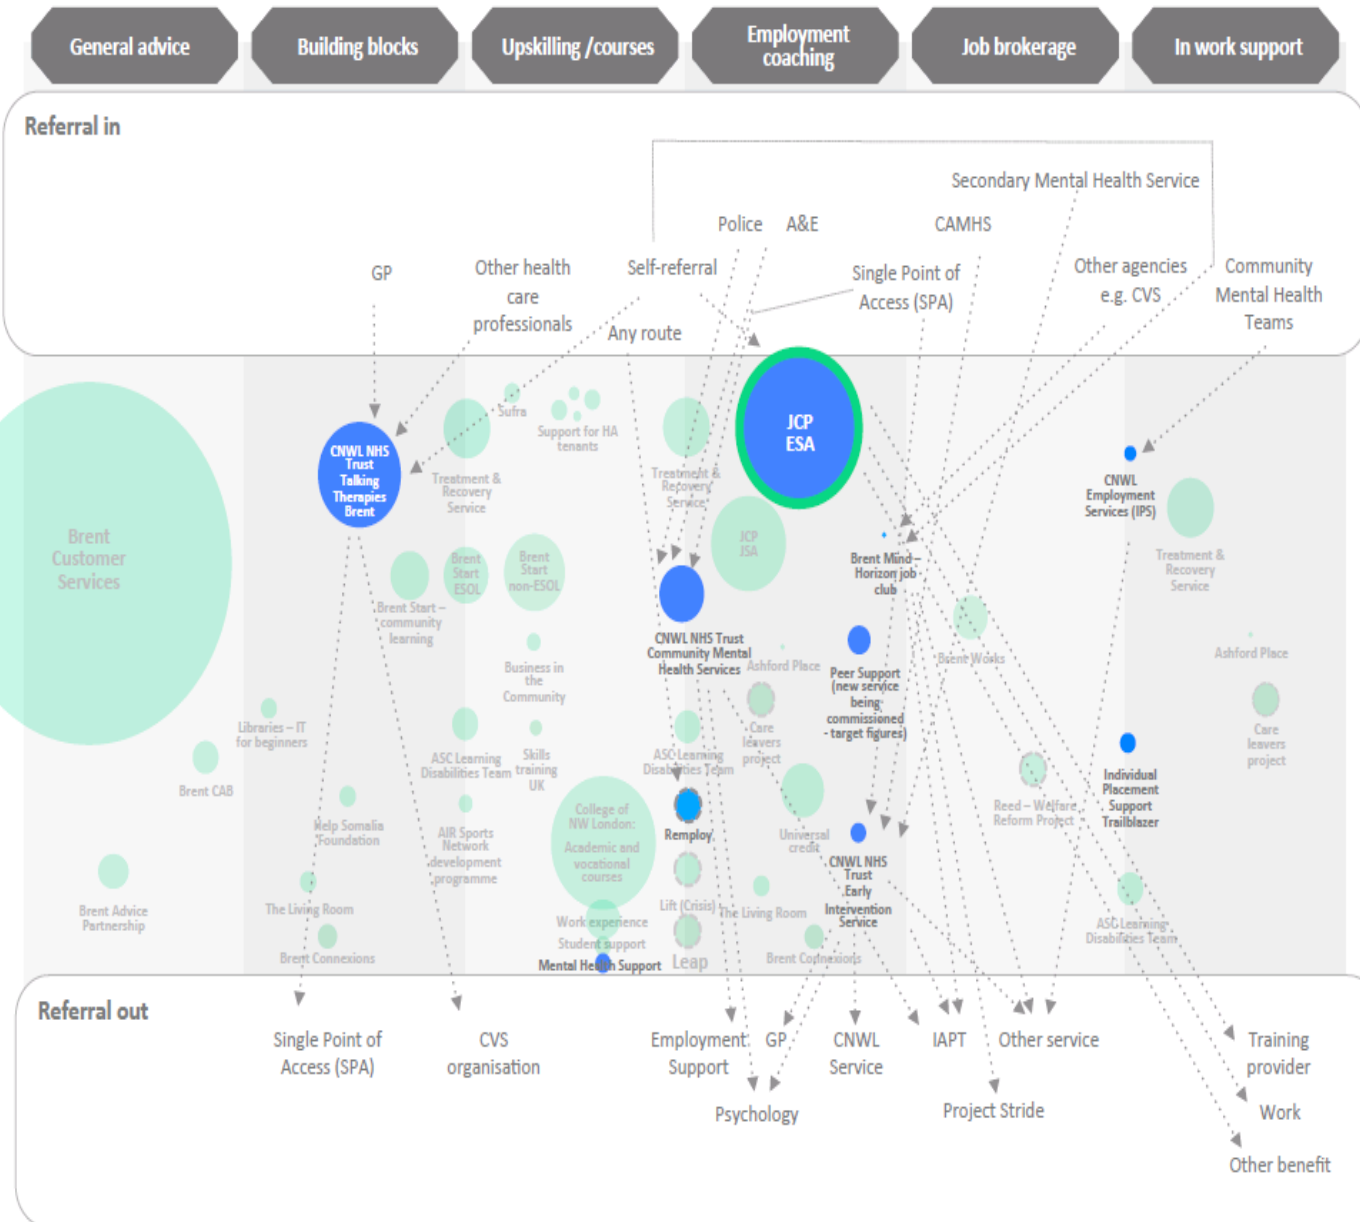 General advice
Building blocks
Upskilling /courses
Employment
coaching
Job brokerage
In work support
Referral in
Secondary Mental Health Service
Police
A&E
CAMHS
GP
Other health
care
professionals
Self-referral
Any route
Single Point of
Access (SPA)
Other agencies
e.g. CVS
Community
Mental Health
Teams
Sufra
Support for HA
tenants
JCP
ESA
CNWL NHS
Trust
Talking
Therapies
Brent
Treatment &
Recovery
Service
Treatment &
Recovery
Service
CNWL
Employment
Services (IPS)
Treatment &
Recovery
Service
Brent
Customer
Services
JCP
JSA
Brent Mind –
Horizon job
club
Brent
Start
ESOL
Brent
Start
non-ESOL
Brent Start –
community
learning
CNWL NHS Trust
Community Mental
Health Services
Ashford Place
Peer Support
(new service
being
commissioned
- target figures)
Brent Works
Ashford Place
Business in
the
Community
Libraries – IT
for beginners
Care
leavers
project
Care
leavers
project
Brent CAB
ASC Learning
Disabilities Team
Skills
training
UK
ASC Learning
Disabilities Team
Individual
Placement
Support
Trailblazer
Help Somalia
Foundation
AIR Sports
Network
development
programme
College of
NW London:
Academic and
vocational
courses
Remploy
Universal
credit
Reed – Welfare
Reform Project
CNWL NHS
Trust
Early
Intervention
Service
Brent Advice
Partnership
The Living Room
Lift (Crisis)
The Living Room
ASC Learning
Disabilities Team
Work experience
Student support
Mental Health Support
Leap
Brent Connexions
Brent Connexions
Referral out
Single Point of
Access (SPA)
CVS
organisation
Employment
Support
GP
CNWL
Service
IAPT
Other service
Training
provider
Psychology
Project Stride
Work
Other benefit